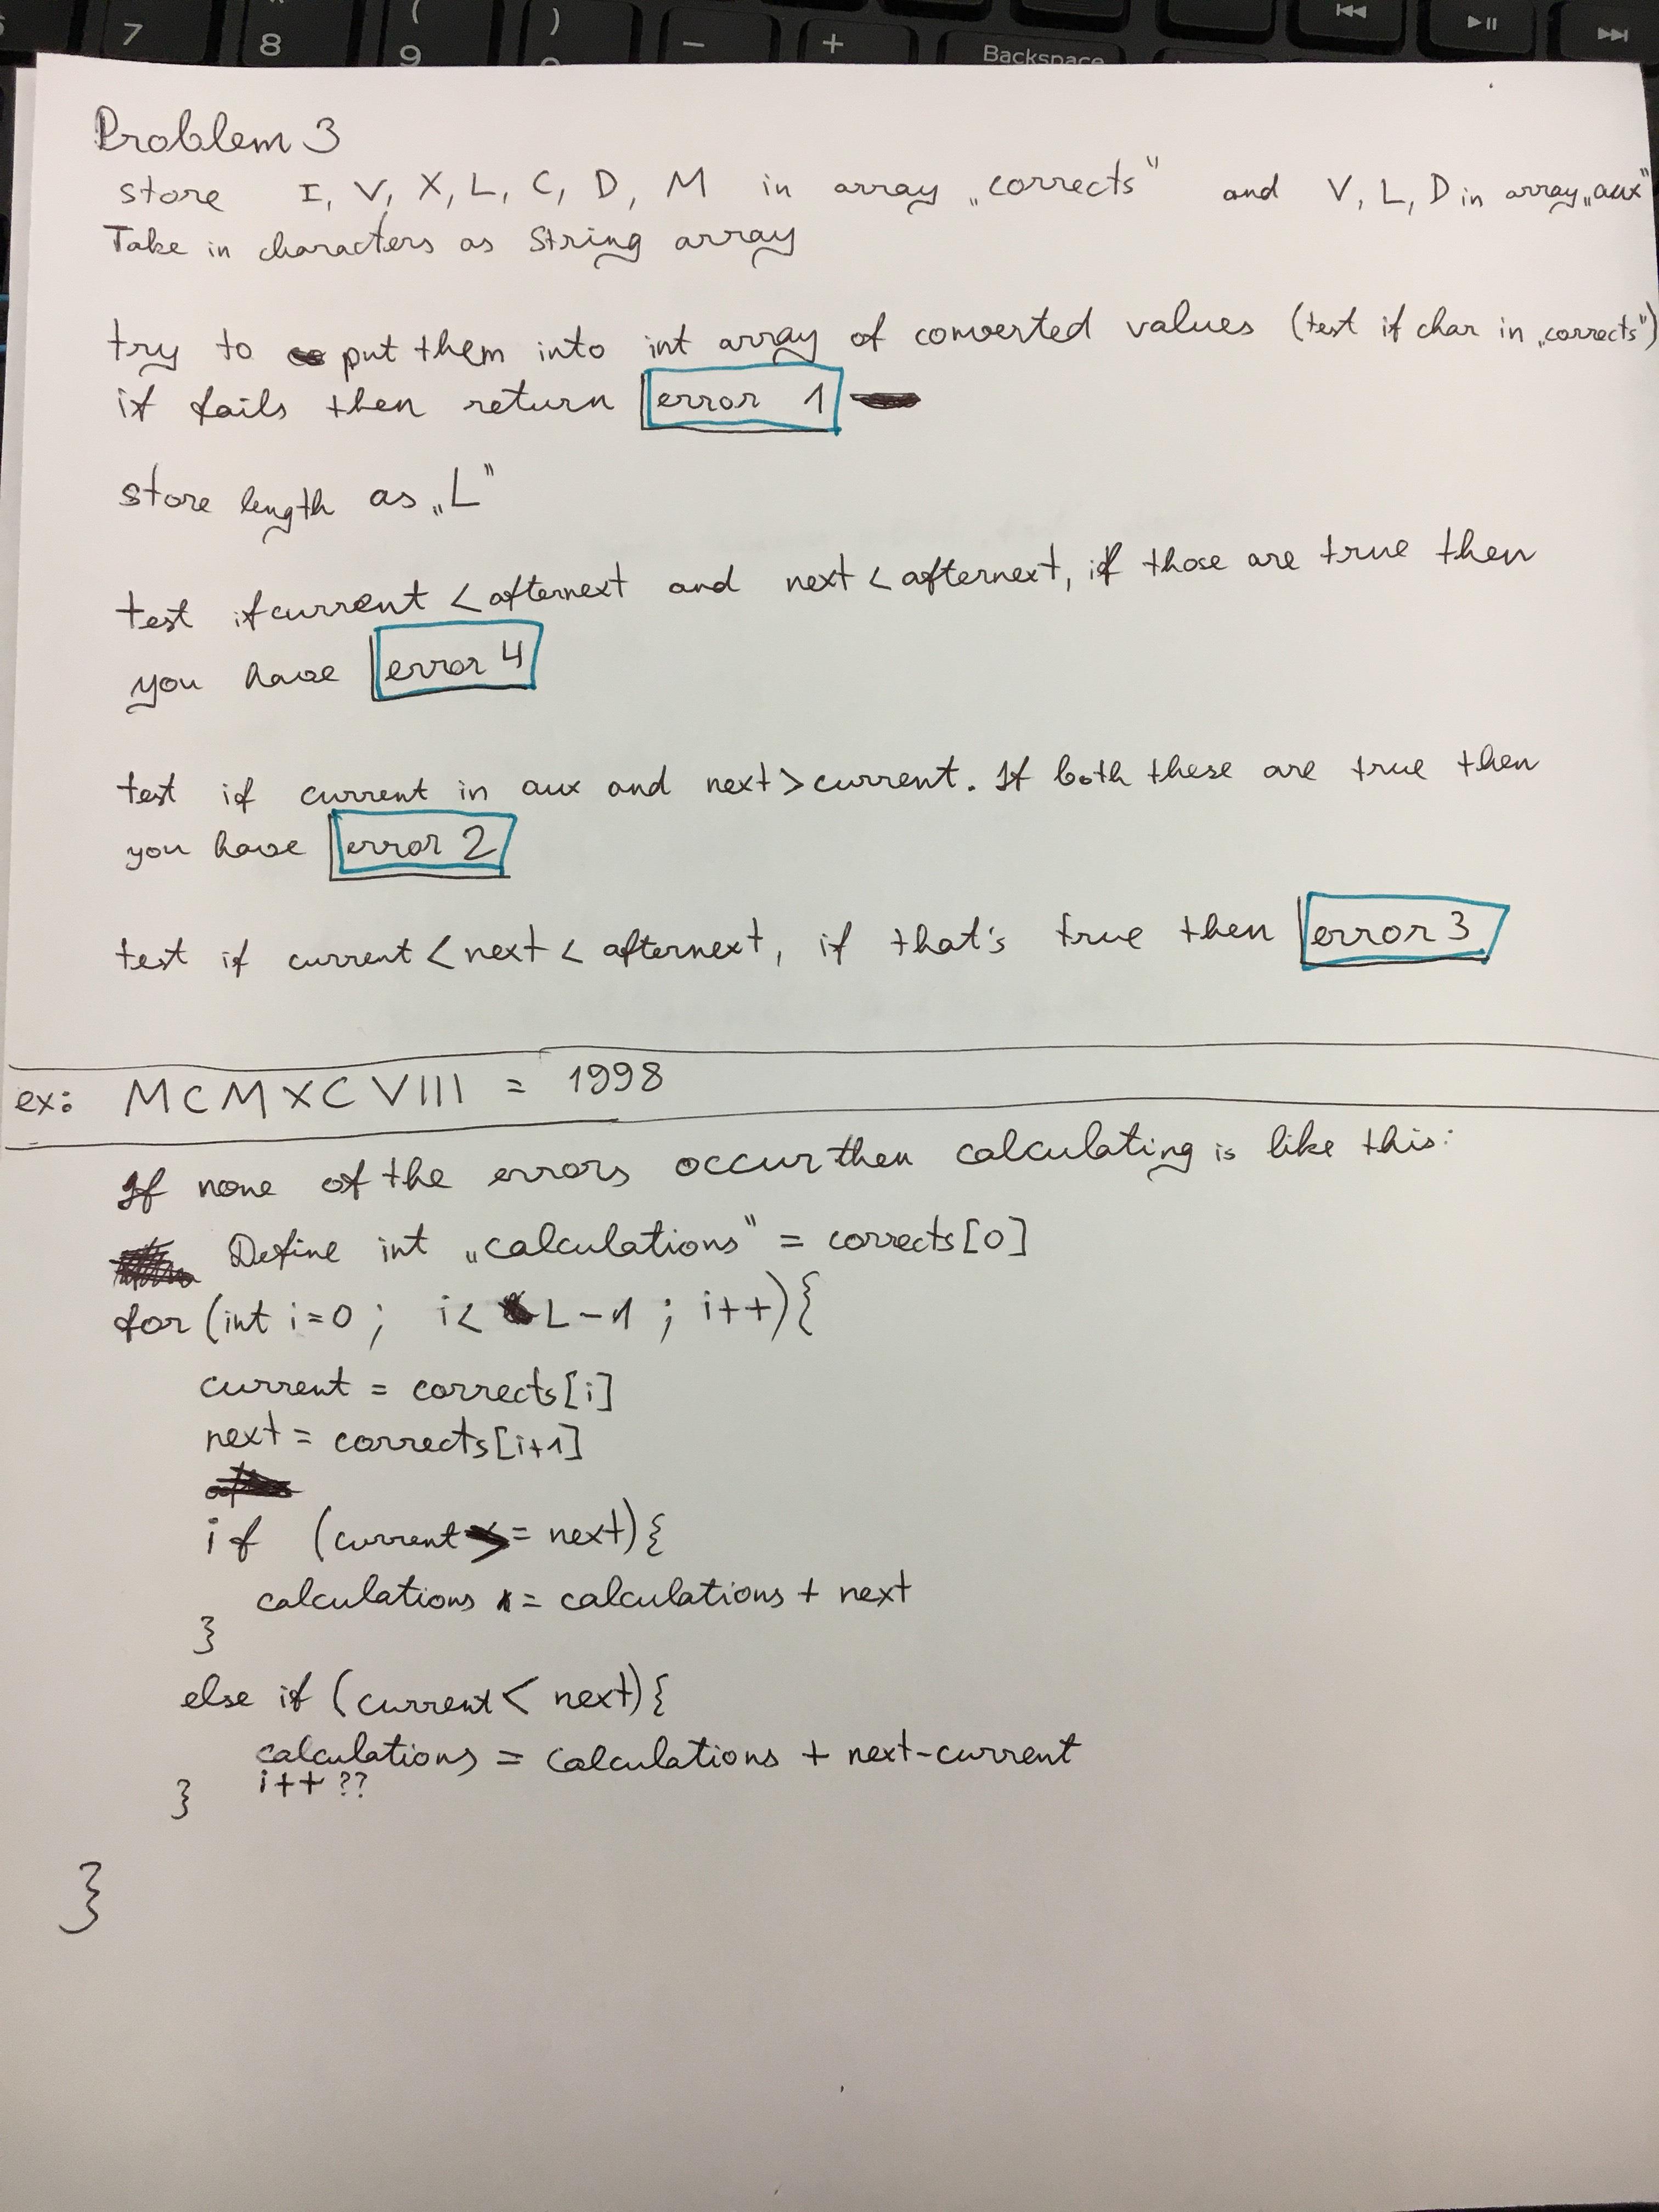 Problem 3
store I, V, X, L, C, D, M in array „corrects“ and V, L, D in array „aux“
Take in characters as String array
try to put them into int array of converted values (test if char in „corrects“)
if fails then return error 1
store length as „L“
test if current < afternext and next < afternext, if those are true then
you have error 4
test if current in aux and next > current. If both these are true then
you have error 2
test if current < next < afternext, if that's true then error 3
ex: MCMXCVIII = 1998
If none of the errors occur then calculating is like this:
Define int „calculations“ = corrects[0]
for (int i=0; i< L-1; i++){
current = corrects[i]
next = corrects[i+1]
if (current >= next){
calculations = calculations + next
}
else if (current < next){
calculations = calculations + next-current
i++??
}
}
7
8
9 (
)
-
+
Backspace